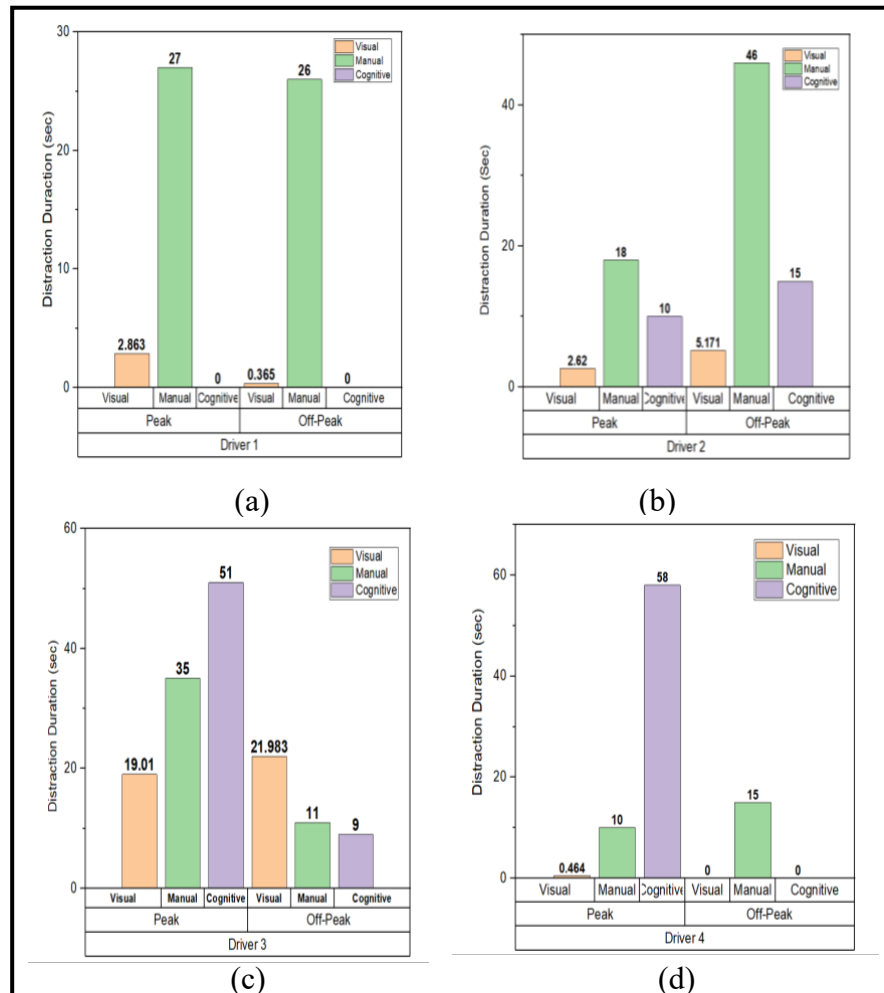 30
20
10
0
Distraction Duraction (sec)
Visual
Manual
Cognitive
2.863
27
0
0.365
26
0
Visual Manual Cognitive Visual Manual Cognitive
Peak Off-Peak
Driver 1
(a)
40
20
0
Distraction Duration (Sec)
Visual
Manual
Cognitive
2.62
18
10
5.171
46
15
Visual Manual Cognitive Visual Manual Cognitive
Peak Off-Peak
Driver 2
(b)
60
40
20
0
Distraction Duration (sec)
Visual
Manual
Cognitive
19.01
35
51
21.983
11
9
Visual Manual Cognitive Visual Manual Cognitive
Peak Off-Peak
Driver 3
(c)
60
40
20
0
Distraction Duration (sec)
Visual
Manual
Cognitive
0.464
10
58
0
15
0
Visual Manual Cognitive Visual Manual Cognitive
Peak Off-Peak
Driver 4
(d)